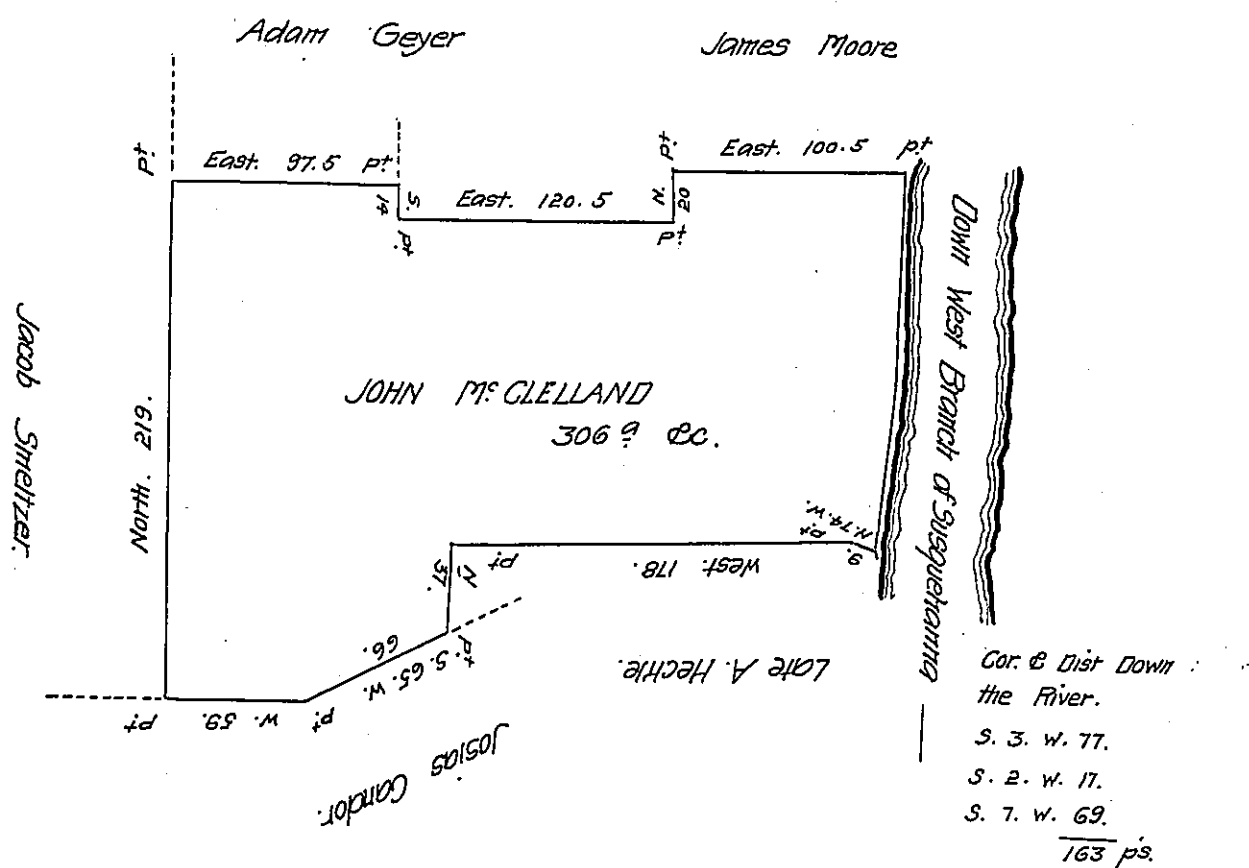 Adam Geyer
James Moore
pt
East. 97.5
pt
S. 14
pt
East. 120.5
pt
N. 20
pt
East. 100.5
pt
Down West Branch of Susquehanna
Jacob Smeltzer.
North. 219.
JOHN Mc. CLELLAND
306 a &c.
N. 74. W.
9.
pt
West. 178.
pt
N. 37.
pt
S. 65. W.
66.
pt
W. 59.
pt
Late A. Hechle.
Josias Candor.
Cor. & Dist Down
the River.
S. 3. W. 77.
S. 2. W. 17.
S. 7. W. 69.
163 ps.